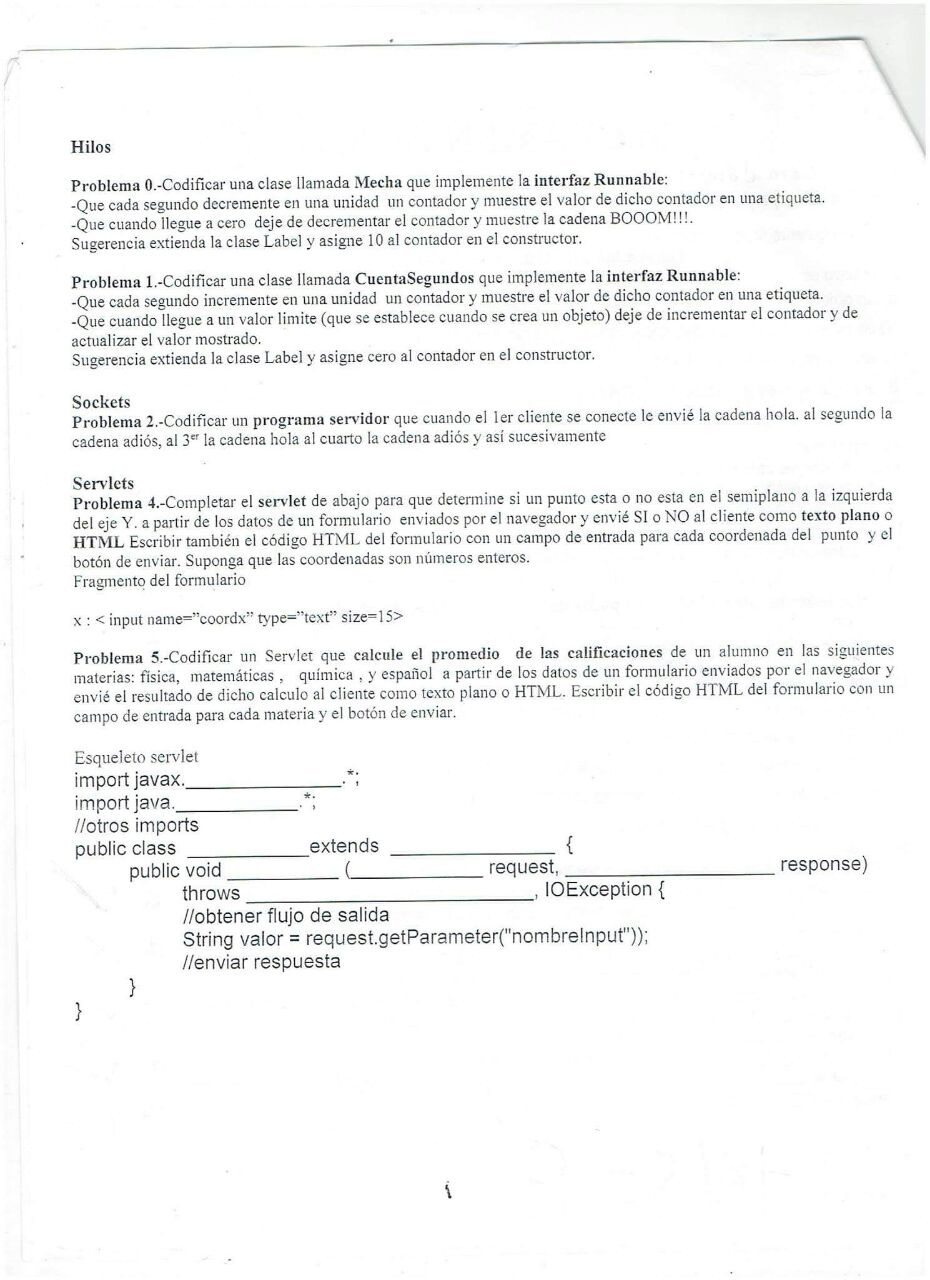 Hilos
Problema 0.-Codificar una clase llamada Mecha que implemente la interfaz Runnable:
-Que cada segundo decremente en una unidad un contador y muestre el valor de dicho contador en una etiqueta.
-Que cuando llegue a cero deje de decrementar el contador y muestre la cadena BOOOM!!!.
Sugerencia extienda la clase Label y asigne 10 al contador en el constructor.
Problema 1.-Codificar una clase llamada CuentaSegundos que implemente la interfaz Runnable:
-Que cada segundo incremente en una unidad un contador y muestre el valor de dicho contador en una etiqueta.
-Que cuando llegue a un valor limite (que se establece cuando se crea un objeto) deje de incrementar el contador y de
actualizar el valor mostrado.
Sugerencia extienda la clase Label y asigne cero al contador en el constructor.
Sockets
Problema 2.-Codificar un programa servidor que cuando el 1er cliente se conecte le envié la cadena hola. al segundo la
cadena adiós, al 3er la cadena hola al cuarto la cadena adiós y así sucesivamente
Servlets
Problema 4.-Completar el servlet de abajo para que determine si un punto esta o no esta en el semiplano a la izquierda
del eje Y. a partir de los datos de un formulario enviados por el navegador y envié SI o NO al cliente como texto plano o
HTML Escribir también el código HTML del formulario con un campo de entrada para cada coordenada del punto y el
botón de enviar. Suponga que las coordenadas son números enteros.
Fragmento del formulario
x : < input name=”coordx” type=”text” size=15>
Problema 5.-Codificar un Servlet que calcule el promedio de las calificaciones de un alumno en las siguientes
materias: física, matemáticas , química , y español a partir de los datos de un formulario enviados por el navegador y
envié el resultado de dicho calculo al cliente como texto plano o HTML. Escribir el código HTML del formulario con un
campo de entrada para cada materia y el botón de enviar.
Esqueleto servlet
import javax.________________.*;
import java.____________.*;
//otros imports
public class ____________extends ________________ {
public void ___________ (_____________ request, _____________________ response)
throws ____________________________, IOException {
//obtener flujo de salida
String valor = request.getParameter("nombreInput"));
//enviar respuesta
}
}